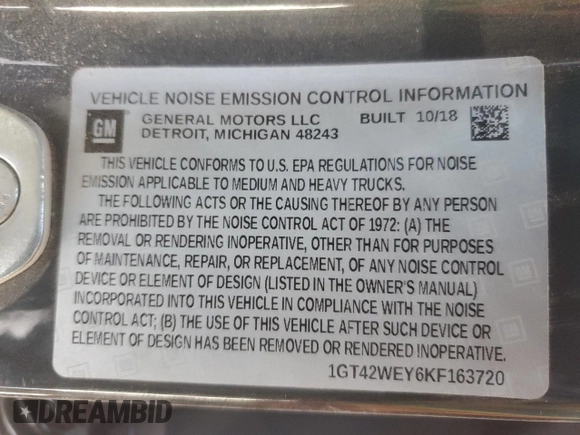 VEHICLE NOISE EMISSION CONTROL INFORMATION
GM
GENERAL MOTORS LLC BUILT 10/18
DETROIT, MICHIGAN 48243
THIS VEHICLE CONFORMS TO U.S. EPA REGULATIONS FOR NOISE
EMISSION APPLICABLE TO MEDIUM AND HEAVY TRUCKS.
THE FOLLOWING ACTS OR THE CAUSING THEREOF BY ANY PERSON
ARE PROHIBITED BY THE NOISE CONTROL ACT OF 1972: (A) THE
REMOVAL OR RENDERING INOPERATIVE, OTHER THAN FOR PURPOSES
OF MAINTENANCE, REPAIR, OR REPLACEMENT, OF ANY NOISE CONTROL
DEVICE OR ELEMENT OF DESIGN (LISTED IN THE OWNER'S MANUAL)
INCORPORATED INTO THIS VEHICLE IN COMPLIANCE WITH THE NOISE
CONTROL ACT; (B) THE USE OF THIS VEHICLE AFTER SUCH DEVICE OR
ELEMENT OF DESIGN HAS BEEN REMOVED OR RENDERED INOPERATIVE.
1GT42WEY6KF163720
DREAMBID